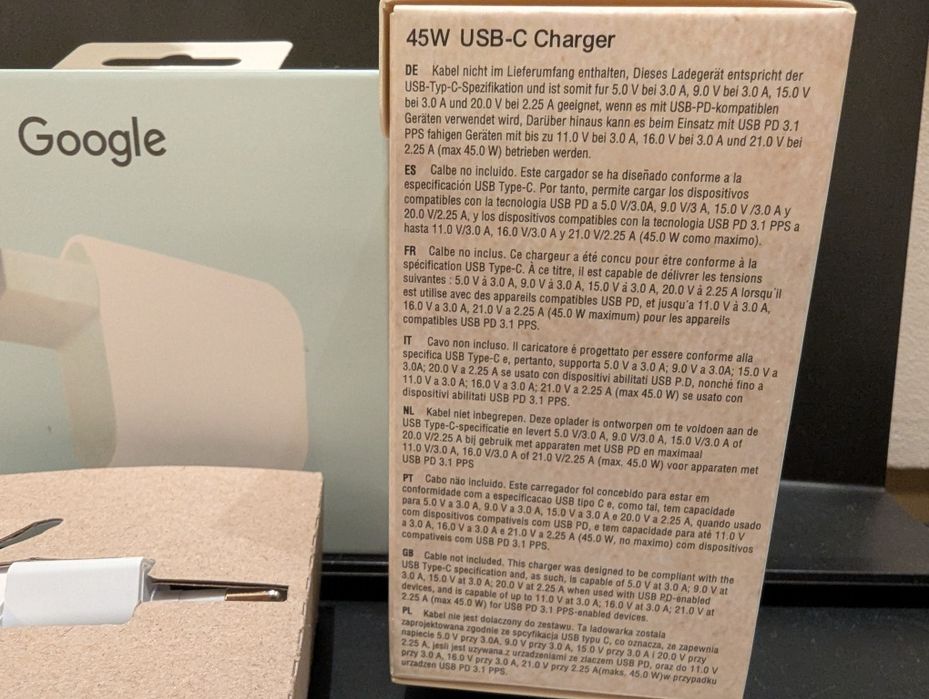 Google
45W USB-C Charger
DE Kabel nicht im Lieferumfang enthalten, Dieses Ladegerät entspricht der
USB-Typ-C-Spezifikation und ist somit fur 5.0 V bei 3.0 A, 9.0 V bei 3.0 A, 15.0 V
bei 3.0 A und 20.0 V bei 2.25 A geeignet, wenn es mit USB-PD-kompatiblen
Geräten verwendet wird, Darüber hinaus kann es beim Einsatz mit USB PD 3.1
PPS fahigen Geräten mit bis zu 11.0 V bei 3.0 A, 16.0 V bei 3.0 A und 21.0 V bei
2.25 A (max 45.0 W) betrieben werden.
ES Calbe no incluido. Este cargador se ha diseñado conforme a la
especificación USB Type-C. Por tanto, permite cargar los dispositivos
compatibles con la tecnología USB PD a 5.0 V/3.0A, 9.0 V/3 A, 15.0 V /3.0 A y
20.0 V/2.25 A, y los dispositivos compatibles con la tecnología USB PD 3.1 PPS a
hasta 11.0 V/3.0 A, 16.0 V/3.0 A y 21.0 V/2.25 A (45.0 W como maximo).
FR Calbe no inclus. Ce chargeur a été concu pour être conforme à la
spécification USB Type-C. À ce titre, il est capable de délivrer les tensions
suivantes : 5.0 V à 3.0 A, 9.0 V à 3.0 A, 15.0 V à 3.0 A, 20.0 V à 2.25 A lorsqu'il
est utilise avec des appareils compatibles USB PD, et jusqu'a 11.0 V à 3.0 A,
16.0 V a 3.0 A, 21.0 V a 2.25 A (45.0 W maximum) pour les appareils
compatibles USB PD 3.1 PPS.
IT Cavo non incluso. Il caricatore é progettato per essere conforme alla
specifica USB Type-C e, pertanto, supporta 5.0 V a 3.0 A; 9.0 V a 3.0A; 15.0 V a
3.0A; 20.0 V a 2.25 A se usato con dispositivi abilitati USB P.D, nonché fino a
11.0 V a 3.0 A; 16.0 V a 3.0 A; 21.0 V a 2.25 A (max 45.0 W) se usato con
dispositivi abilitati USB PD 3.1 PPS.
NL Kabel niet inbegrepen. Deze oplader is ontworpen om te voldoen aan de
USB Type-C-specificatie en levert 5.0 V/3.0 A, 9.0 V/3.0 A, 15.0 V/3.0 A of
20.0 V/2.25 A bij gebruik met apparaten met USB PD en maximaal
11.0 V/3.0 A, 16.0 V/3.0 A of 21.0 V/2.25 A (max. 45.0 W) voor apparaten met
USB PD 3.1 PPS
PT Cabo não incluido. Este carregador foi concebido para estar em
conformidade com a especificacao USB tipo C e, como tal, tem capacidade
para 5.0 V a 3.0 A, 9.0 V a 3.0 A, 15.0 V a 3.0 A e 20.0 V a 2.25 A, quando usado
com dispositivos compativeis com USB PD, e tem capacidade para até 11.0 V
a 3.0 A, 16.0 V a 3.0 A e 21.0 V a 2.25 A (45.0 W, no maximo) com dispositivos
compativeis com USB PD 3.1 PPS.
GB Cable not included. This charger was designed to be compliant with the
USB Type-C specification and, as such, is capable of 5.0 V at 3.0 A; 9.0 V at
3.0 A, 15.0 V at 3.0 A; 20.0 V at 2.25 A when used with USB PD-enabled
devices, and is capable of up to 11.0 V at 3.0 A; 16.0 V at 3.0 A; 21.0 V at
2.25 A (max 45.0 W) for USB PD 3.1 PPS-enabled devices.
PL Kabel nie jest dolaczony do zestawu. Ta ladowarka zostala
zaprojektowana zgodnie ze spcyfikacja USB typu C, co oznacza, ze zapewnia
napiecie 5.0 V przy 3.0A, 9.0 V przy 3.0 A, 15.0 V przy 3.0 A i 20.0 V przy
2.25 A, jesli jest uzywana z urzadzeniami ze zlaczem USB PD, oraz do 11.0 V
przy 3.0 A, 16.0 V przy 3.0 A, 21.0 V przy 2.25 A(maks, 45.0 W)w przypadku
urzadzen USB PD 3.1 PPS.